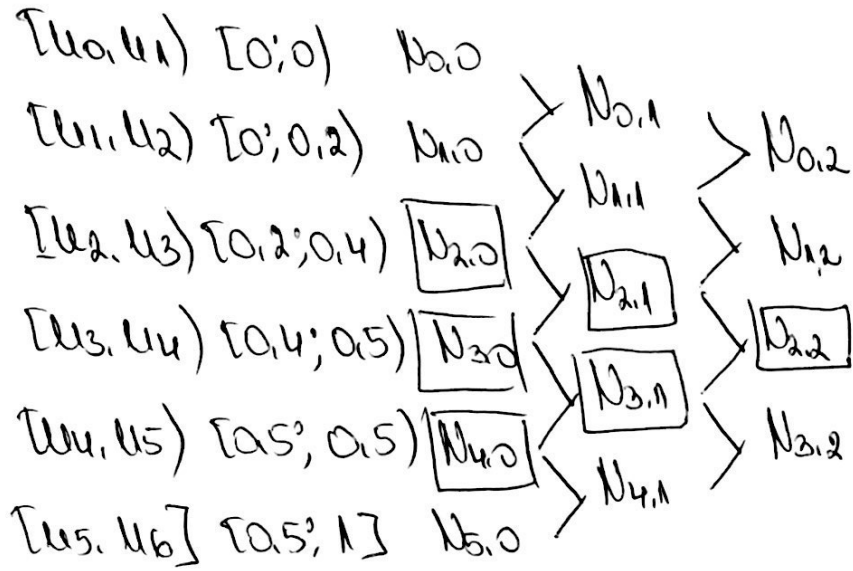 [u0,u1) [0;0) N0,0
N0,1
[u1,u2) [0;0,2) N1,0
N0,2
N1,1
[u2,u3) [0,2;0,4) N2,0
N1,2
N2,1
[u3,u4) [0,4;0,5) N3,0
N2,2
N3,1
[u4,u5) [0,5;0,5) N4,0
N3,2
N4,1
[u5,u6] [0,5;1] N5,0